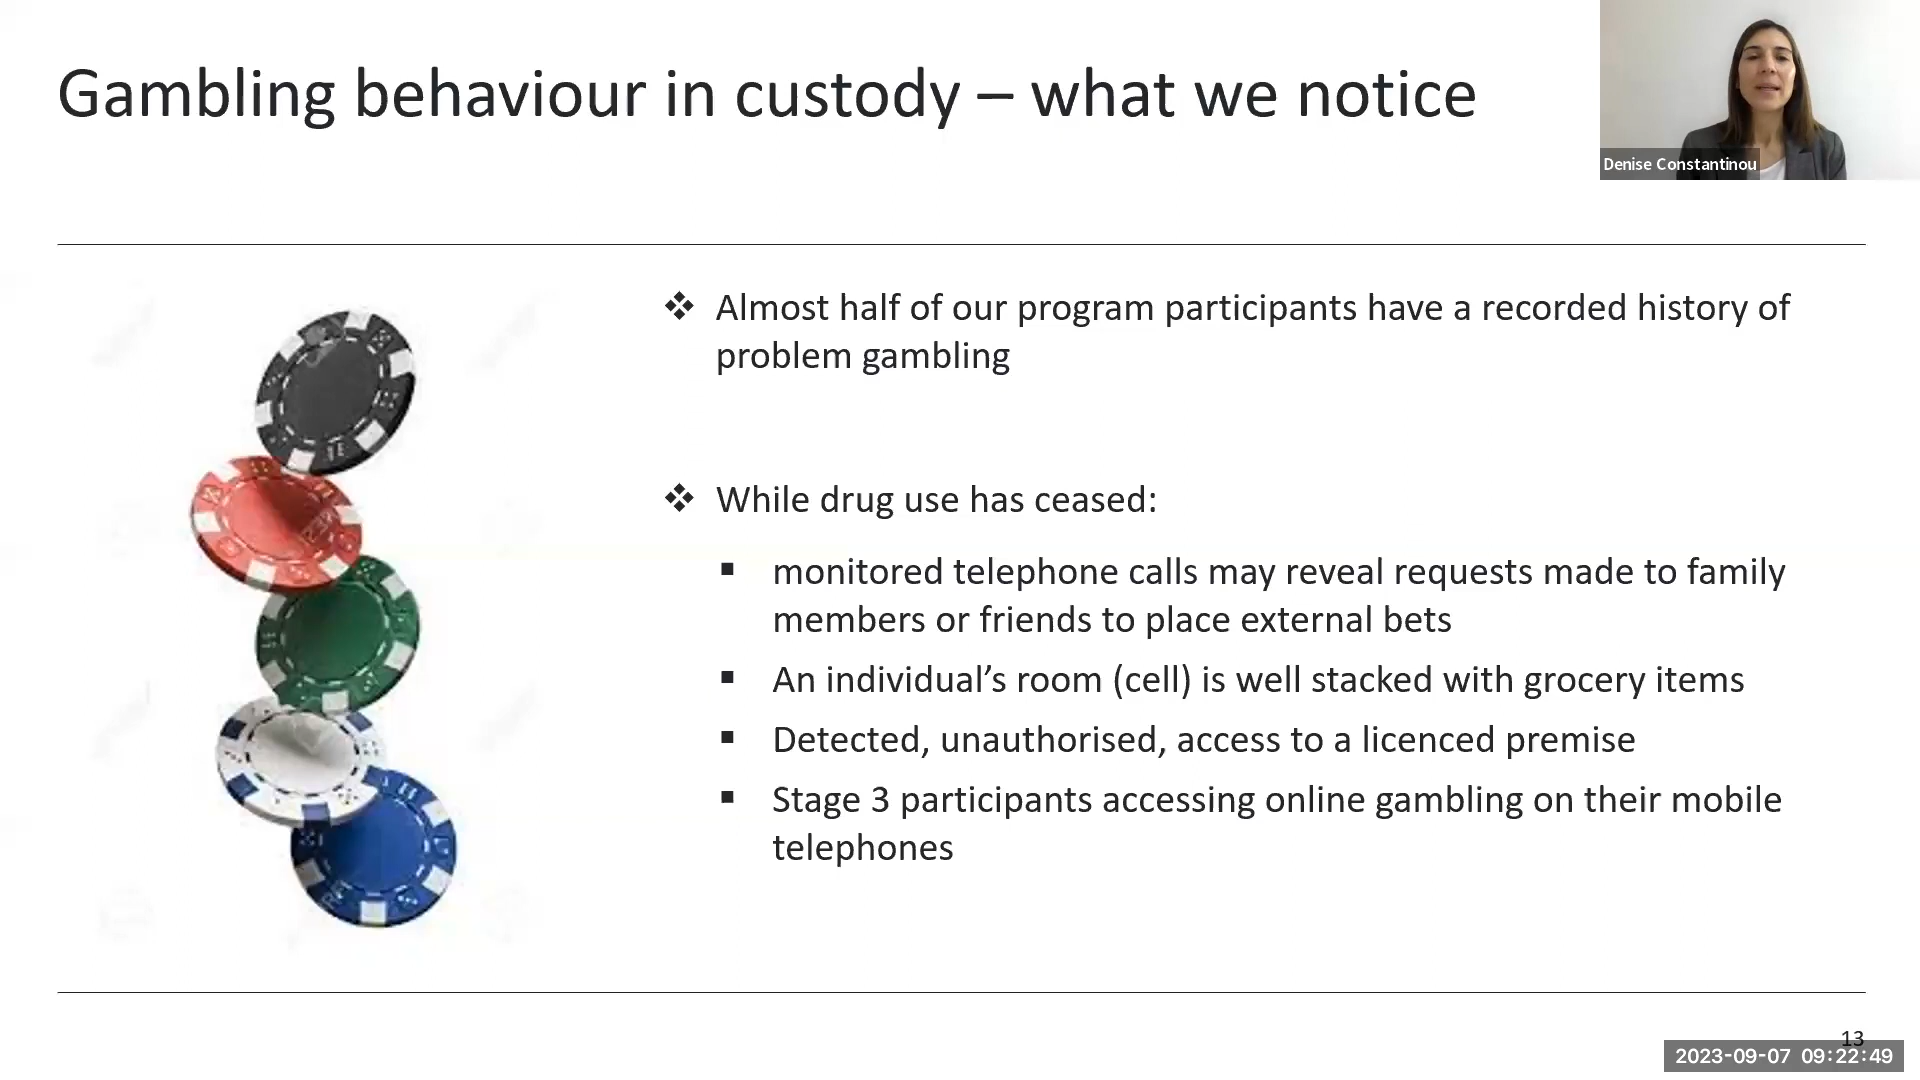 Gambling behaviour in custody – what we notice
Denise Constantinou
❖ Almost half of our program participants have a recorded history of
problem gambling
❖ While drug use has ceased:
▪ monitored telephone calls may reveal requests made to family
members or friends to place external bets
▪ An individual’s room (cell) is well stacked with grocery items
▪ Detected, unauthorised, access to a licenced premise
▪ Stage 3 participants accessing online gambling on their mobile
telephones
13
2023-09-07 09:22:49